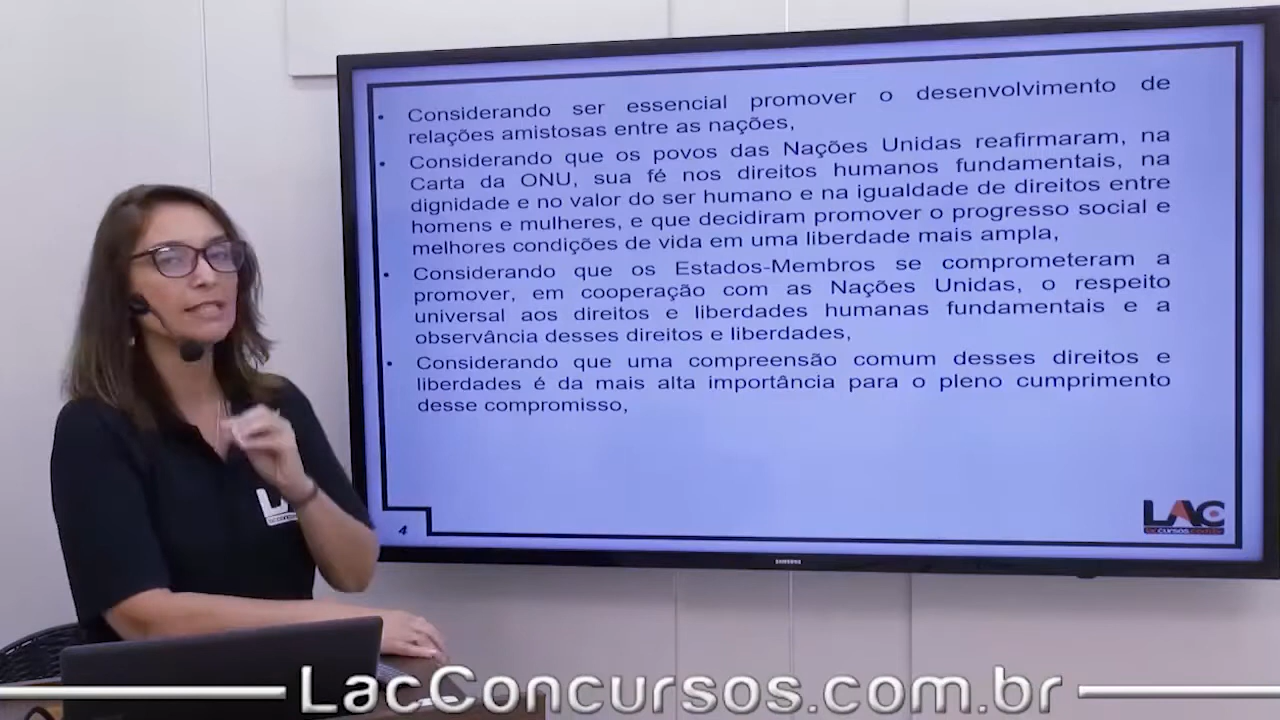 • Considerando ser essencial promover o desenvolvimento de
relações amistosas entre as nações,
• Considerando que os povos das Nações Unidas reafirmaram, na
Carta da ONU, sua fé nos direitos humanos fundamentais, na
dignidade e no valor do ser humano e na igualdade de direitos entre
homens e mulheres, e que decidiram promover o progresso social e
melhores condições de vida em uma liberdade mais ampla,
• Considerando que os Estados-Membros se comprometeram a
promover, em cooperação com as Nações Unidas, o respeito
universal aos direitos e liberdades humanas fundamentais e a
observância desses direitos e liberdades,
• Considerando que uma compreensão comum desses direitos e
liberdades é da mais alta importância para o pleno cumprimento
desse compromisso,
4
LAC
SAMSUNG
LacConcursos.com.br